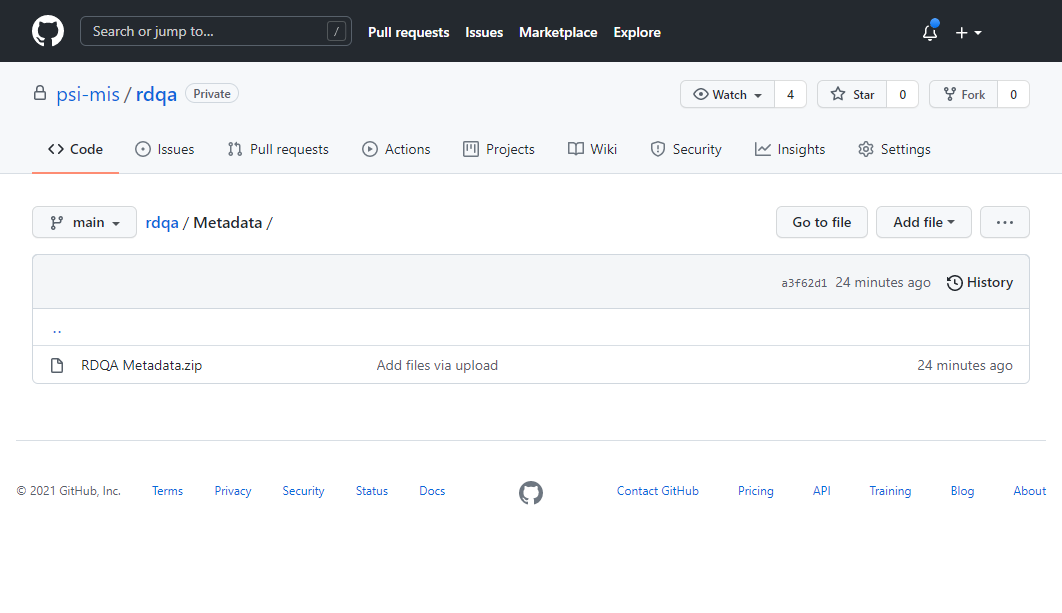 Search or jump to... / Pull requests Issues Marketplace Explore
psi-mis / rdqa Private Watch 4 Star 0 Fork 0
Code Issues Pull requests Actions Projects Wiki Security Insights Settings
main rdqa / Metadata / Go to file Add file ...
a3f62d1 24 minutes ago History
..
RDQA Metadata.zip Add files via upload 24 minutes ago
© 2021 GitHub, Inc. Terms Privacy Security Status Docs Contact GitHub Pricing API Training Blog About